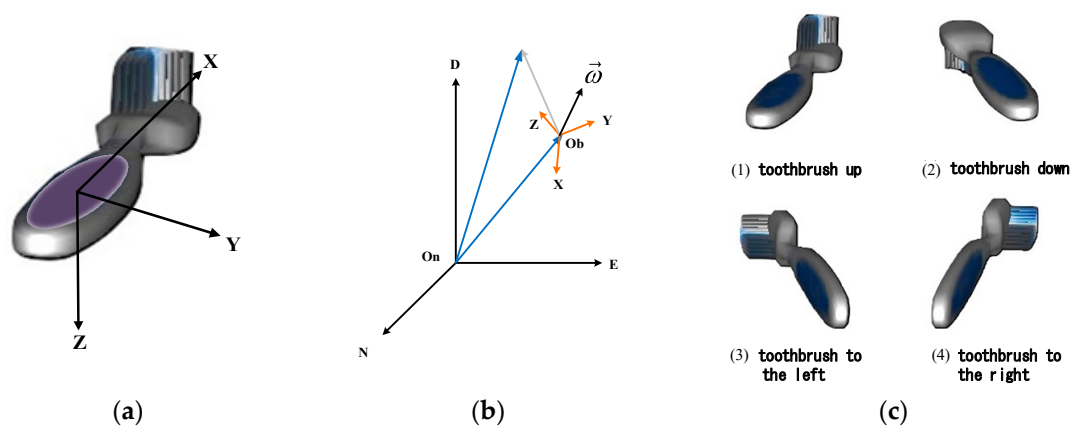 X
Y
Z
(a)
D
ω
Z
Y
Ob
X
On
E
N
(b)
(1) toothbrush up
(2) toothbrush down
(3) toothbrush to
the left
(4) toothbrush to
the right
(c)